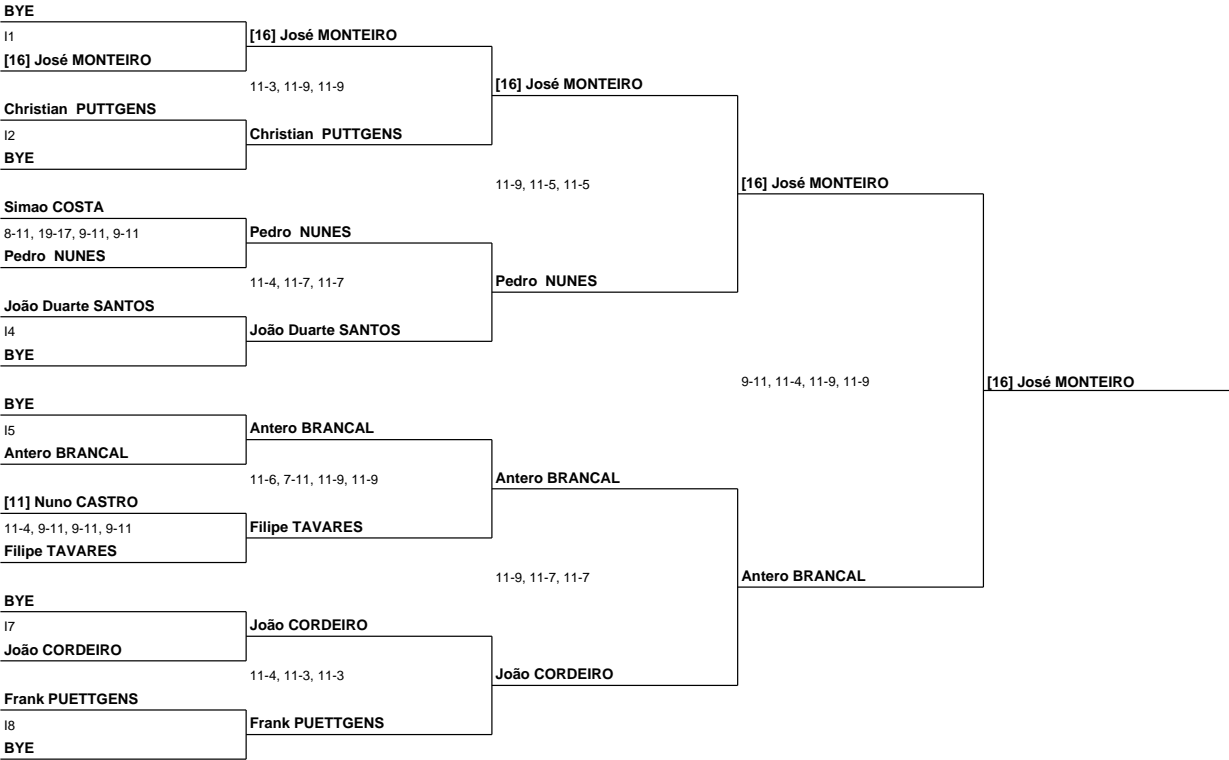 BYE
I1
[16] José MONTEIRO
[16] José MONTEIRO
11-3, 11-9, 11-9
[16] José MONTEIRO
Christian  PUTTGENS
I2
Christian  PUTTGENS
BYE
11-9, 11-5, 11-5
[16] José MONTEIRO
Simao COSTA
8-11, 19-17, 9-11, 9-11
Pedro  NUNES
Pedro  NUNES
11-4, 11-7, 11-7
Pedro  NUNES
João Duarte SANTOS
I4
João Duarte SANTOS
BYE
9-11, 11-4, 11-9, 11-9
[16] José MONTEIRO
BYE
I5
Antero BRANCAL
Antero BRANCAL
11-6, 7-11, 11-9, 11-9
Antero BRANCAL
[11] Nuno CASTRO
11-4, 9-11, 9-11, 9-11
Filipe TAVARES
Filipe TAVARES
11-9, 11-7, 11-7
Antero BRANCAL
BYE
I7
João CORDEIRO
João CORDEIRO
11-4, 11-3, 11-3
João CORDEIRO
Frank PUETTGENS
I8
Frank PUETTGENS
BYE